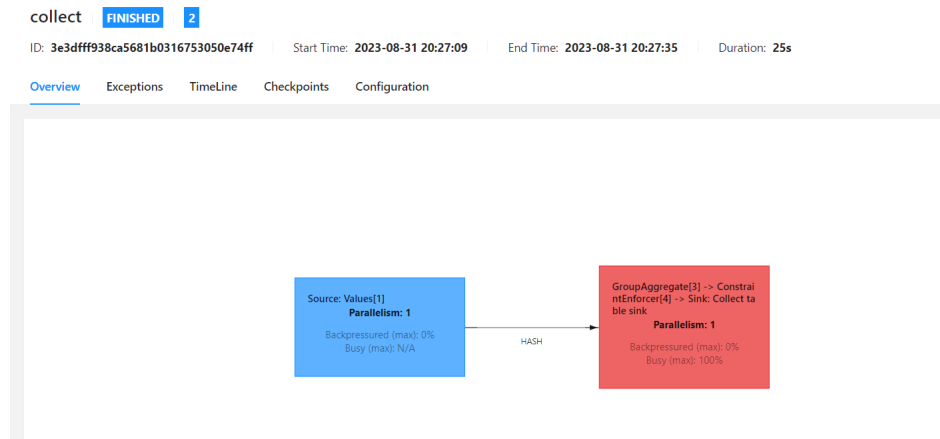 collect FINISHED 2
ID: 3e3dfff938ca5681b0316753050e74ff Start Time: 2023-08-31 20:27:09 End Time: 2023-08-31 20:27:35 Duration: 25s
Overview Exceptions TimeLine Checkpoints Configuration
Source: Values[1]
Parallelism: 1
Backpressured (max): 0%
Busy (max): N/A
HASH
GroupAggregate[3] -> Constrai
ntEnforcer[4] -> Sink: Collect ta
ble sink
Parallelism: 1
Backpressured (max): 0%
Busy (max): 100%